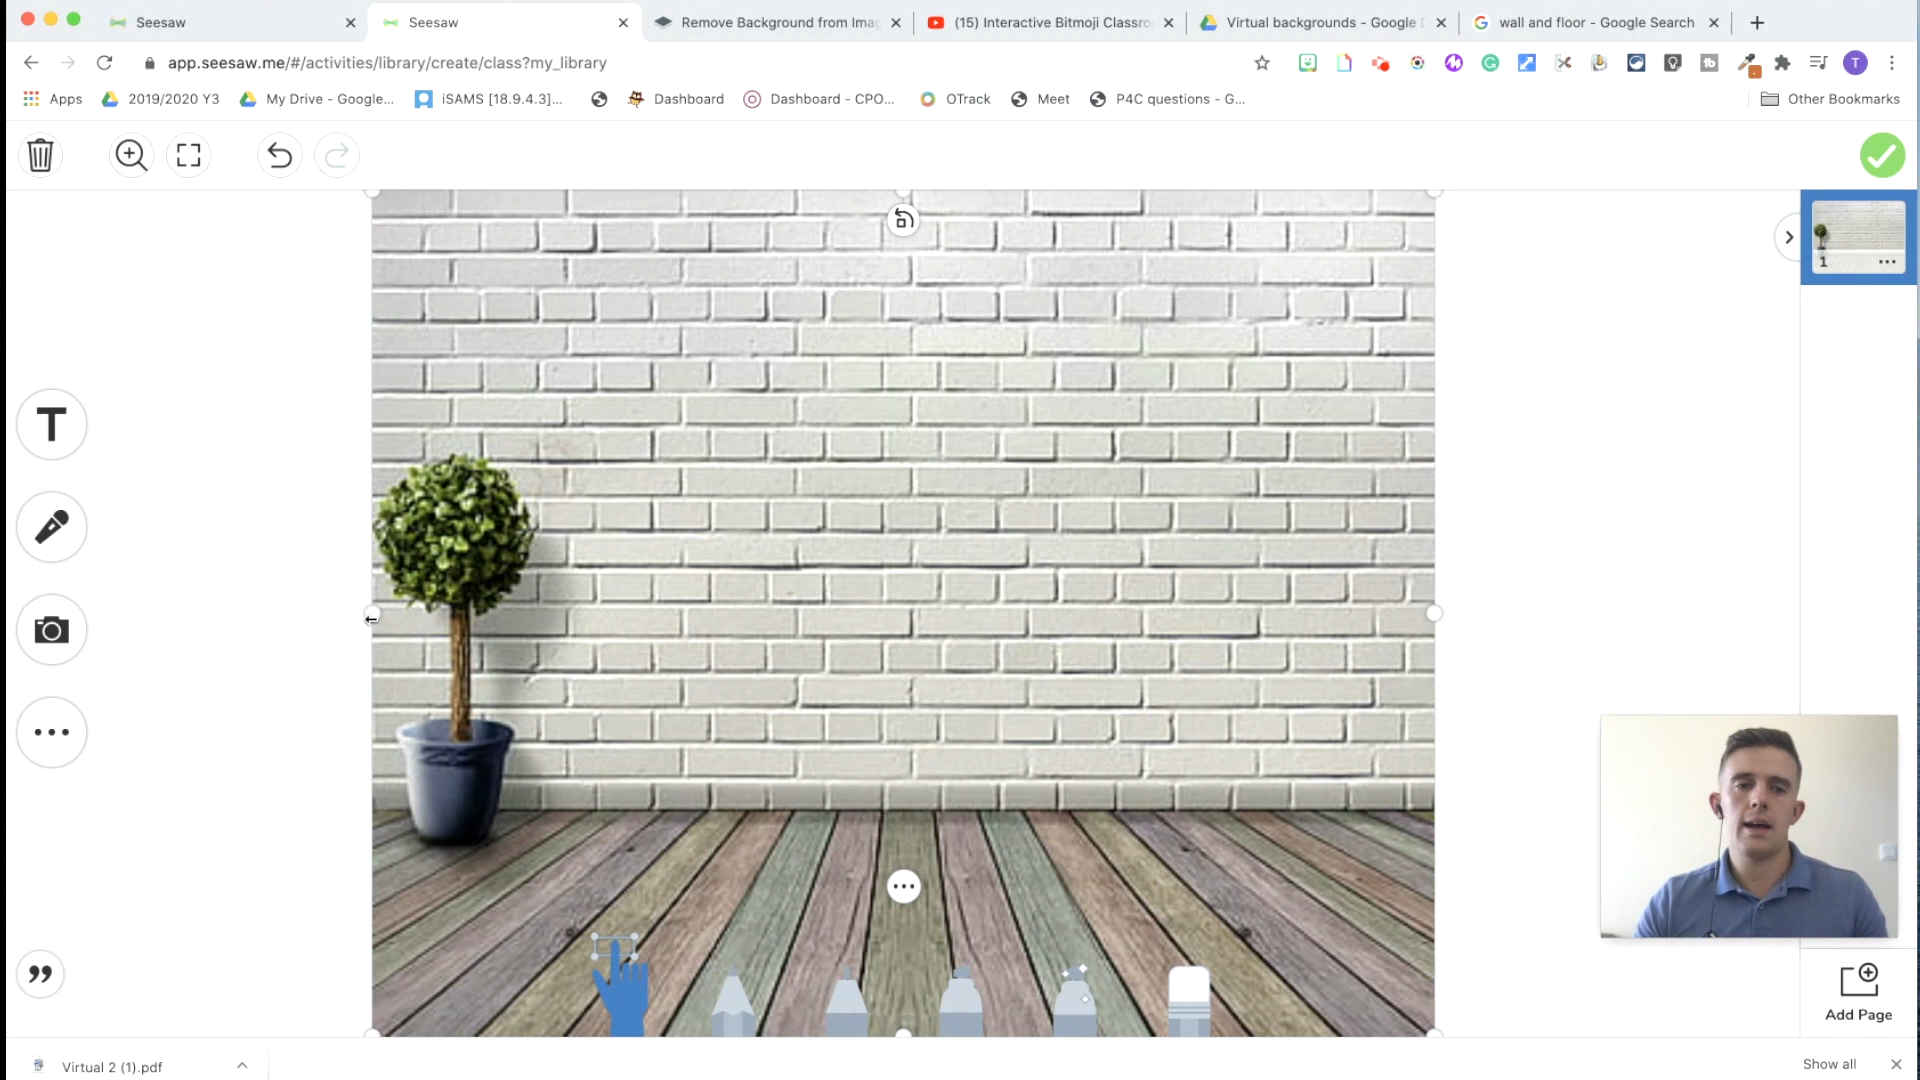 Seesaw
Seesaw
Remove Background from Imag
(15) Interactive Bitmoji Classro
Virtual backgrounds - Google D
wall and floor - Google Search
app.seesaw.me/#/activities/library/create/class?my_library
T
Apps
2019/2020 Y3
My Drive - Google...
iSAMS [18.9.4.3]...
Dashboard
Dashboard - CPO...
OTrack
Meet
P4C questions - G...
Other Bookmarks
1
T
Add Page
Virtual 2 (1).pdf
Show all